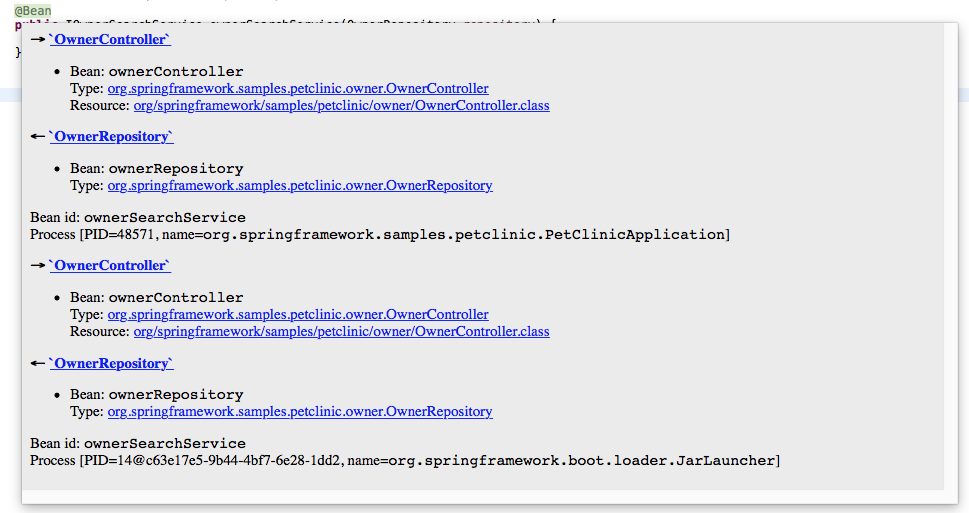 @Bean
public IOwnerSearchService ownerSearchService(OwnerRepository repository) {
}
→ `OwnerController`
• Bean: ownerController
Type: org.springframework.samples.petclinic.owner.OwnerController
Resource: org/springframework/samples/petclinic/owner/OwnerController.class
← `OwnerRepository`
• Bean: ownerRepository
Type: org.springframework.samples.petclinic.owner.OwnerRepository
Bean id: ownerSearchService
Process [PID=48571, name=org.springframework.samples.petclinic.PetClinicApplication]
→ `OwnerController`
• Bean: ownerController
Type: org.springframework.samples.petclinic.owner.OwnerController
Resource: org/springframework/samples/petclinic/owner/OwnerController.class
← `OwnerRepository`
• Bean: ownerRepository
Type: org.springframework.samples.petclinic.owner.OwnerRepository
Bean id: ownerSearchService
Process [PID=14@c63e17e5-9b44-4bf7-6e28-1dd2, name=org.springframework.boot.loader.JarLauncher]